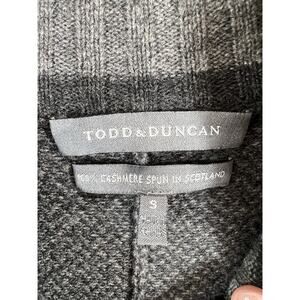 TODD & DUNCAN
100% CASHMERE SPUN IN SCOTLAND
S